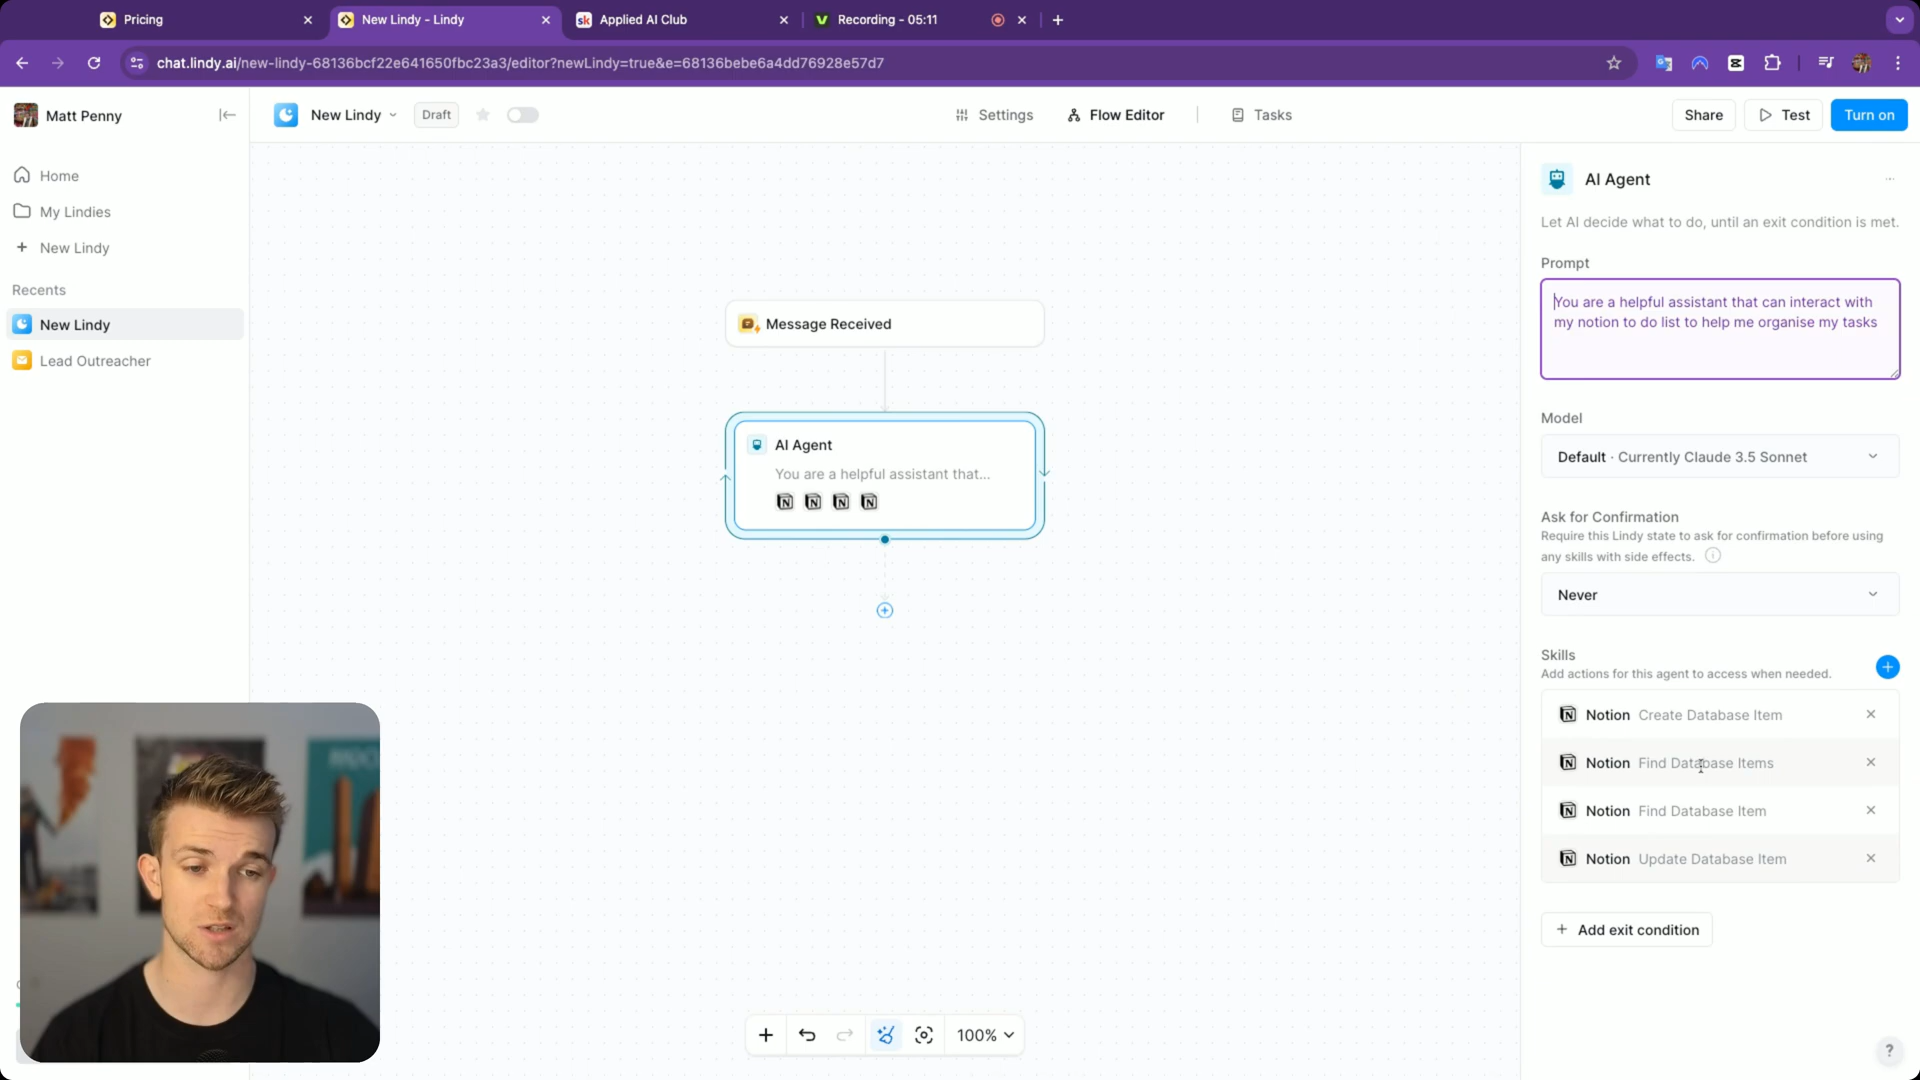 Pricing
New Lindy - Lindy
Applied AI Club
Recording - 05:11
chat.lindy.ai/new-lindy-68136bcf22e641650fbc23a3/editor?newLindy=true&e=68136bebe6a4dd76928e57d7
Matt Penny
New Lindy
Draft
Settings
Flow Editor
Tasks
Share
Test
Turn on
Home
My Lindies
New Lindy
Recents
New Lindy
Lead Outreacher
Message Received
AI Agent
You are a helpful assistant that...
100%
AI Agent
Let AI decide what to do, until an exit condition is met.
Prompt
You are a helpful assistant that can interact with
my notion to do list to help me organise my tasks
Model
Default · Currently Claude 3.5 Sonnet
Ask for Confirmation
Require this Lindy state to ask for confirmation before using
any skills with side effects.
Never
Skills
Add actions for this agent to access when needed.
Notion Create Database Item
Notion Find Database Items
Notion Find Database Item
Notion Update Database Item
Add exit condition